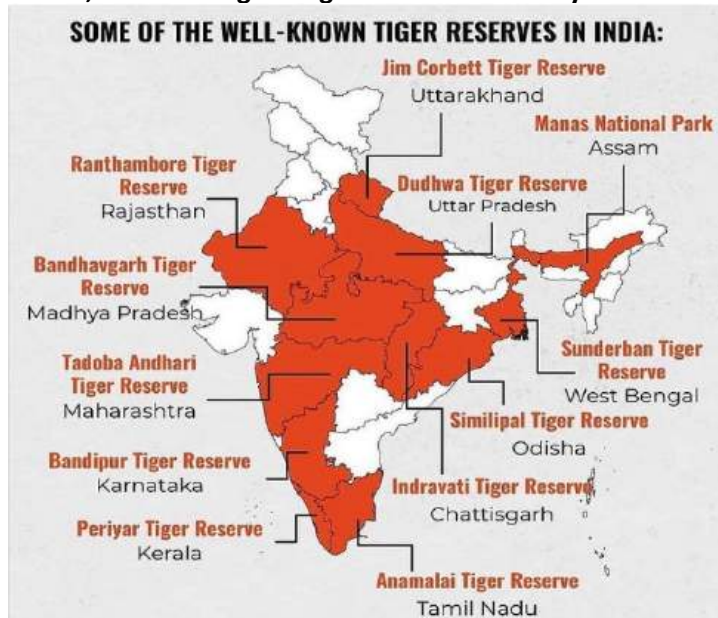 SOME OF THE WELL-KNOWN TIGER RESERVES IN INDIA:
Jim Corbett Tiger Reserve
Uttarakhand
Manas National Park
Assam
Ranthambore Tiger
Reserve
Rajasthan
Dudhwa Tiger Reserve
Uttar Pradesh
Bandhavgarh Tiger
Reserve
Madhya Pradesh
Tadoba Andhari
Tiger Reserve
Maharashtra
Sunderban Tiger
Reserve
West Bengal
Similipal Tiger Reserve
Odisha
Bandipur Tiger Reserve
Karnataka
Indravati Tiger Reserve
Chattisgarh
Periyar Tiger Reserve
Kerala
Anamalai Tiger Reserve
Tamil Nadu